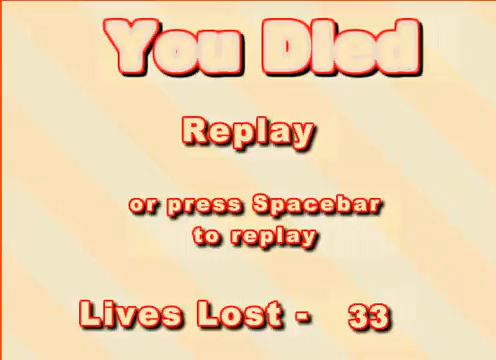 You Died
Replay
or press Spacebar
to replay
Lives Lost - 33